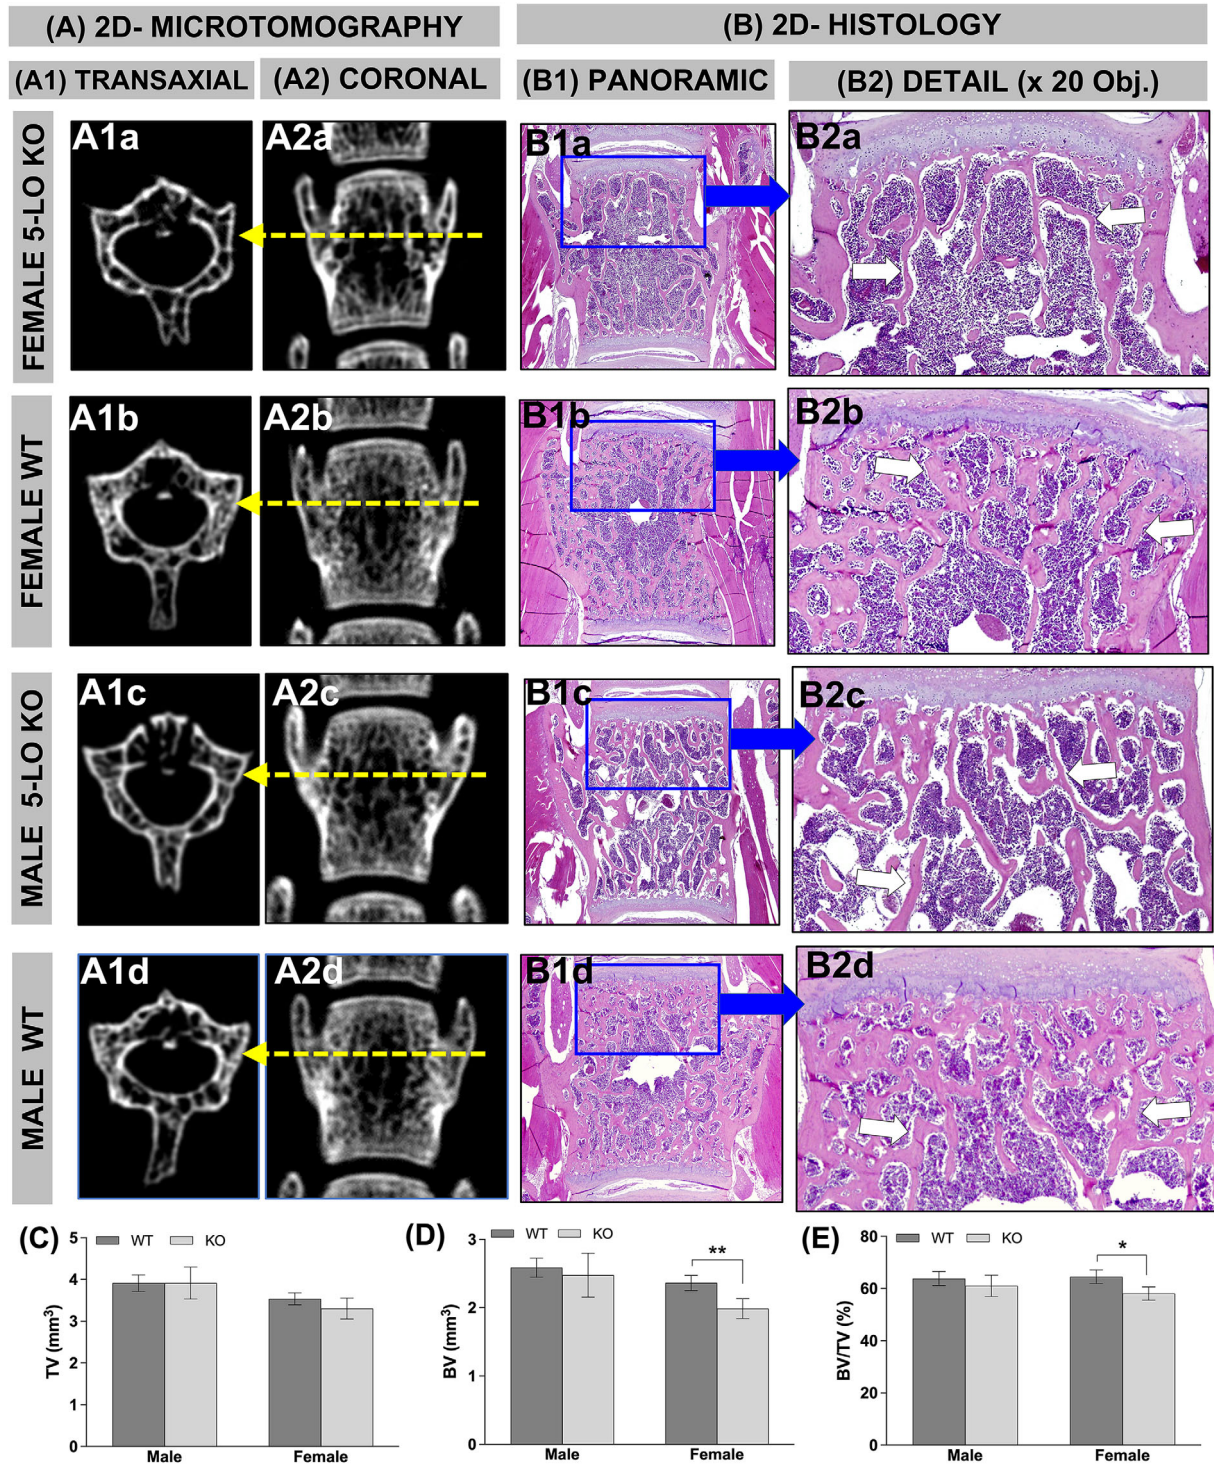 (A) 2D- MICROTOMOGRAPHY
(B) 2D- HISTOLOGY
(A1) TRANSAXIAL
(A2) CORONAL
(B1) PANORAMIC
(B2) DETAIL (x 20 Obj.)
FEMALE 5-LO KO
A1a
A2a
B1a
B2a
FEMALE WT
A1b
A2b
B1b
B2b
MALE 5-LO KO
A1c
A2c
B1c
B2c
MALE WT
A1d
A2d
B1d
B2d
(C)
WT
KO
TV (mm³)
5
4
3
2
1
0
Male
Female
(D)
WT
KO
**
BV (mm³)
3
2
1
0
Male
Female
(E)
WT
KO
*
BV/TV (%)
80
60
40
20
0
Male
Female